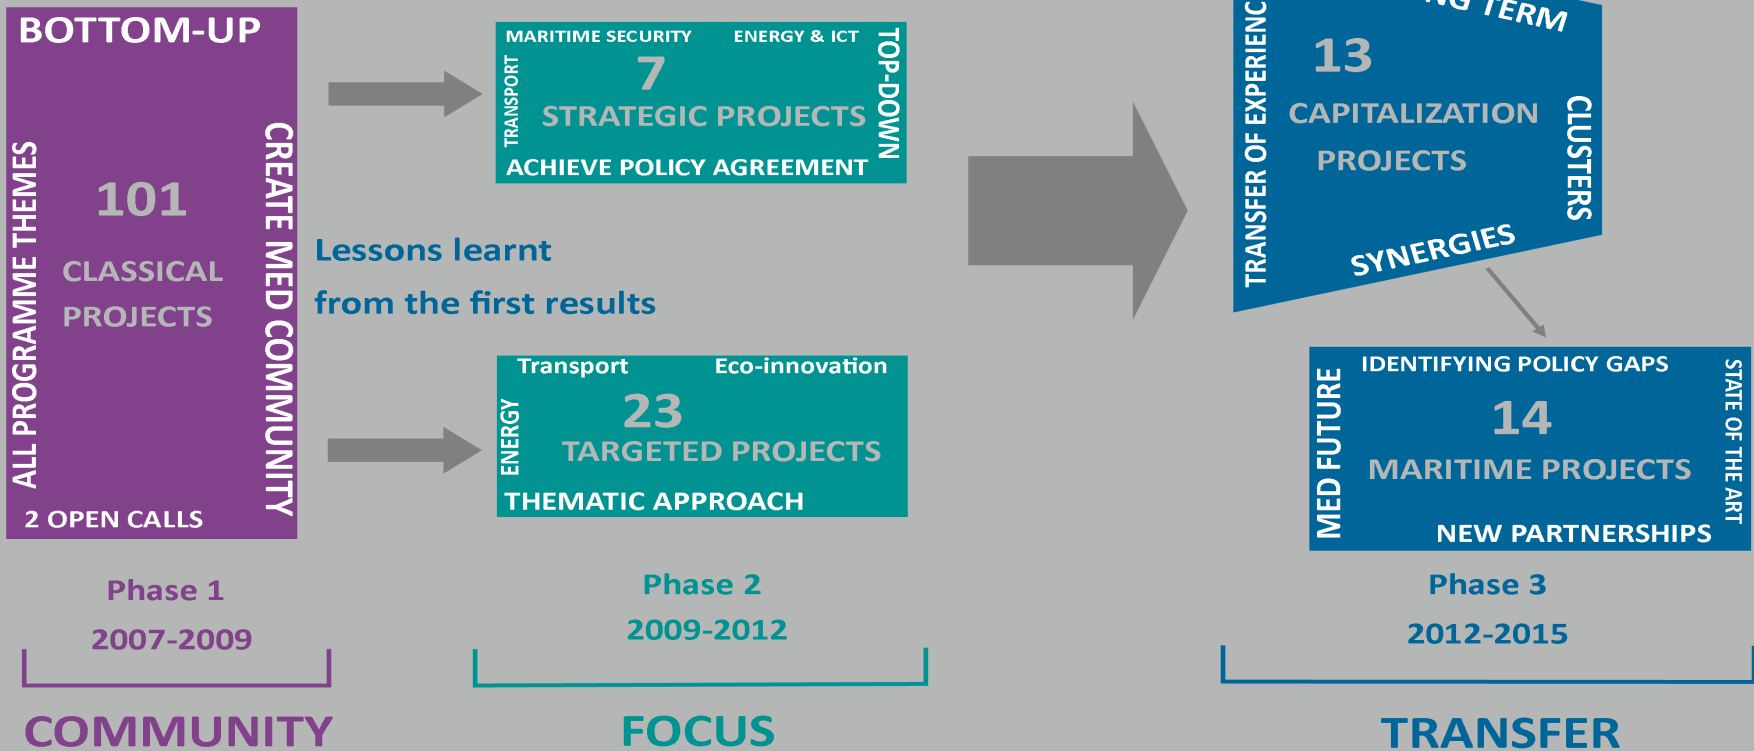 BOTTOM-UP
ALL PROGRAMME THEMES
101
CLASSICAL
PROJECTS
CREATE MED COMMUNITY
2 OPEN CALLS
Phase 1
2007-2009
COMMUNITY
Lessons learnt
from the first results
MARITIME SECURITY ENERGY & ICT
TRANSPORT
7
STRATEGIC PROJECTS
TOP-DOWN
ACHIEVE POLICY AGREEMENT
Transport Eco-innovation
ENERGY
23
TARGETED PROJECTS
THEMATIC APPROACH
Phase 2
2009-2012
FOCUS
TERM
TRANSFER OF
13
CAPITALIZATION
PROJECTS
CLUSTERS
SYNERGIES
IDENTIFYING POLICY GAPS
MED FUTURE
14
MARITIME PROJECTS
STATE OF THE ART
NEW PARTNERSHIPS
Phase 3
2012-2015
TRANSFER